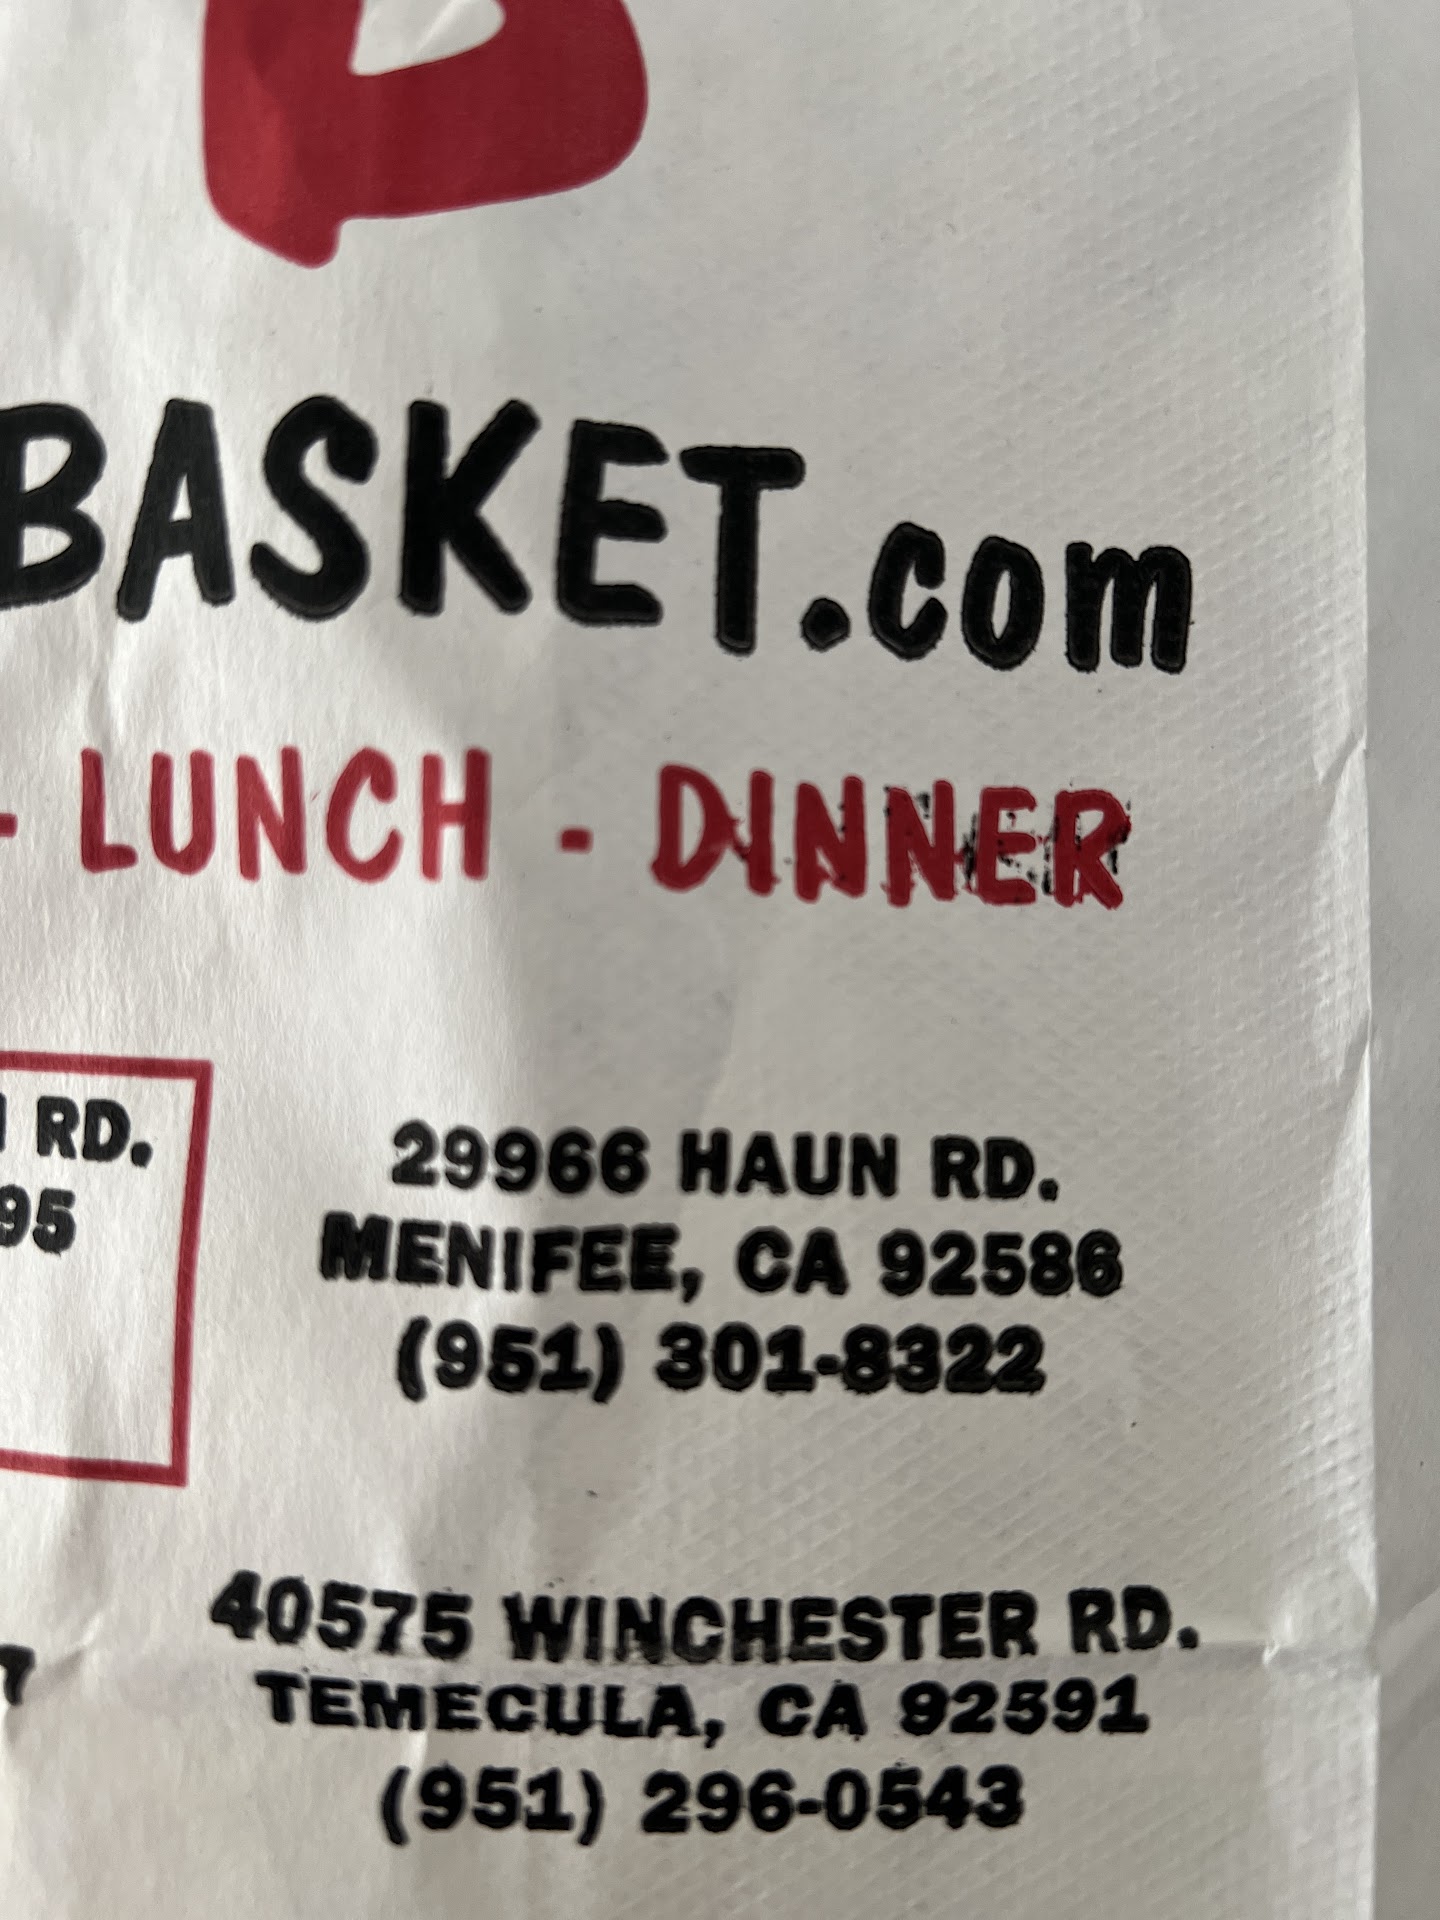 BASKET.com
- LUNCH - DINNER
RD.
95
29966 HAUN RD.
MENIFEE, CA 92586
(951) 301-8322
40575 WINCHESTER RD.
7
TEMECULA, CA 92591
(951) 296-0543